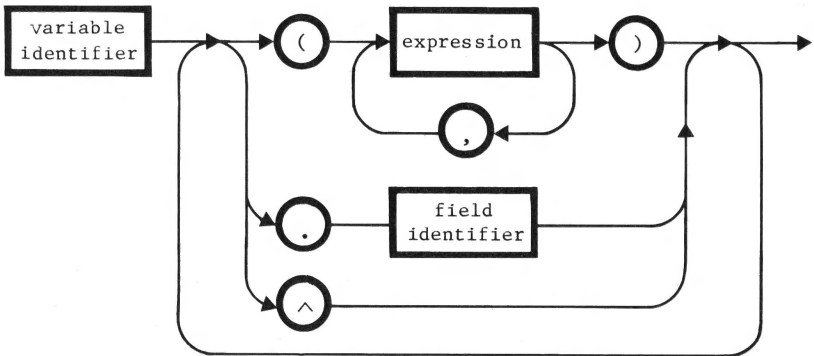 variable
identifier
(
expression
)
,
.
field
identifier
^